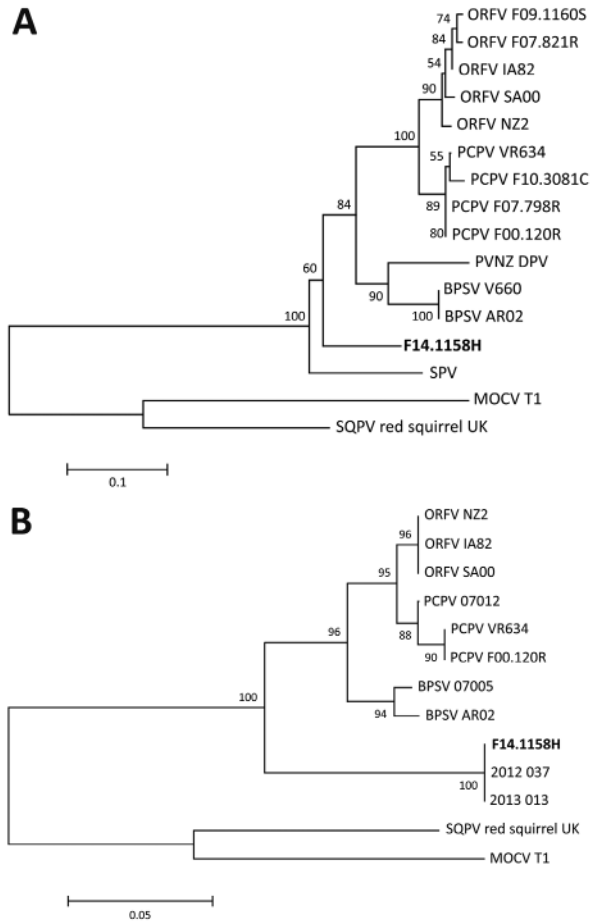 A
ORFV F09.1160S
74
ORFV F07.821R
84
54
ORFV IA82
ORFV SA00
90
ORFV NZ2
100
PCPV VR634
55
PCPV F10.3081C
89
PCPV F07.798R
80
PCPV F00.120R
84
PVNZ DPV
60
90
BPSV V660
100
BPSV AR02
100
F14.1158H
SPV
MOCV T1
SQPV red squirrel UK
0.1
B
ORFV NZ2
96
ORFV IA82
95
ORFV SA00
PCPV 07012
96
88
PCPV VR634
90
PCPV F00.120R
BPSV 07005
100
94
BPSV AR02
F14.1158H
2012 037
100
2013 013
SQPV red squirrel UK
MOCV T1
0.05